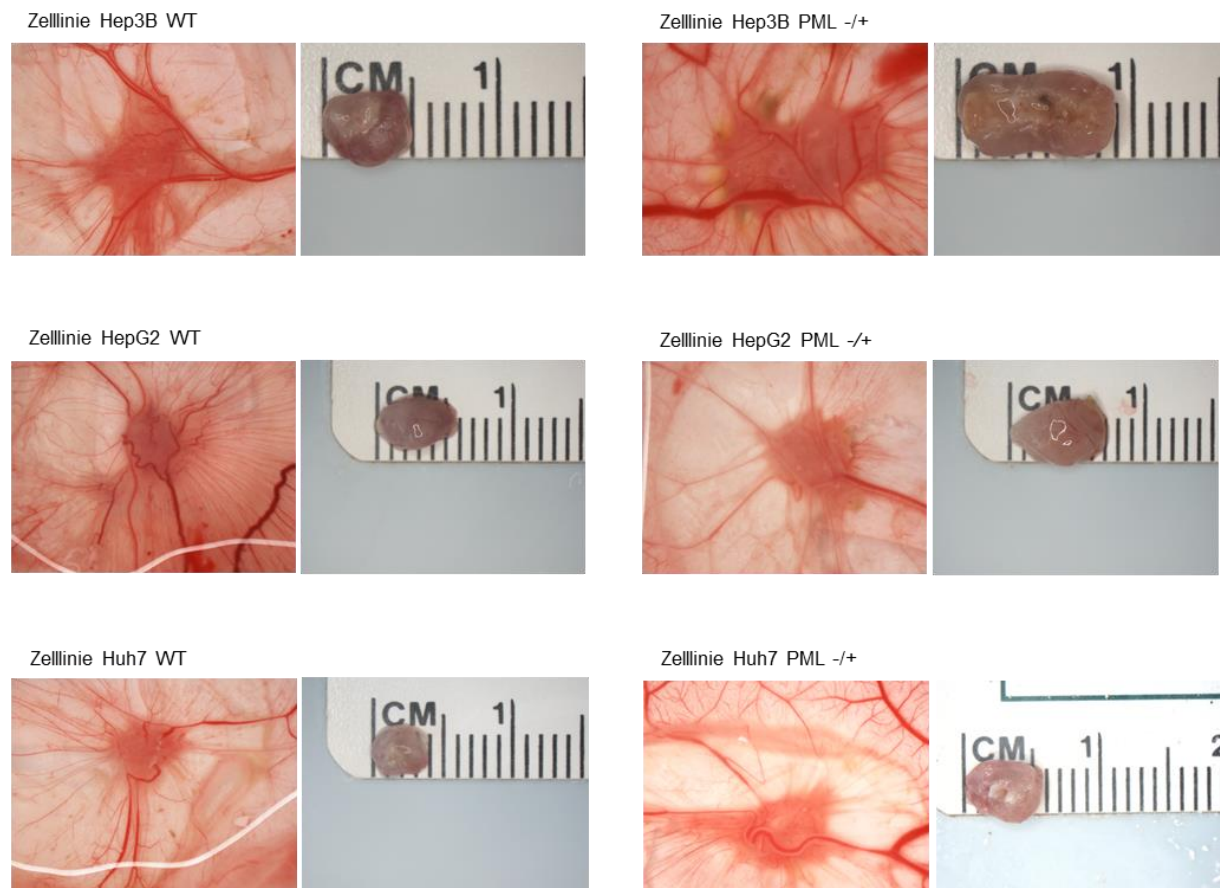 Zelllinie Hep3B WT
Zelllinie Hep3B PML -/+
CM 1
CM 1
Zelllinie HepG2 WT
Zelllinie HepG2 PML -/+
CM 1
CM 1
Zelllinie Huh7 WT
Zelllinie Huh7 PML -/+
CM 1
CM 1 2